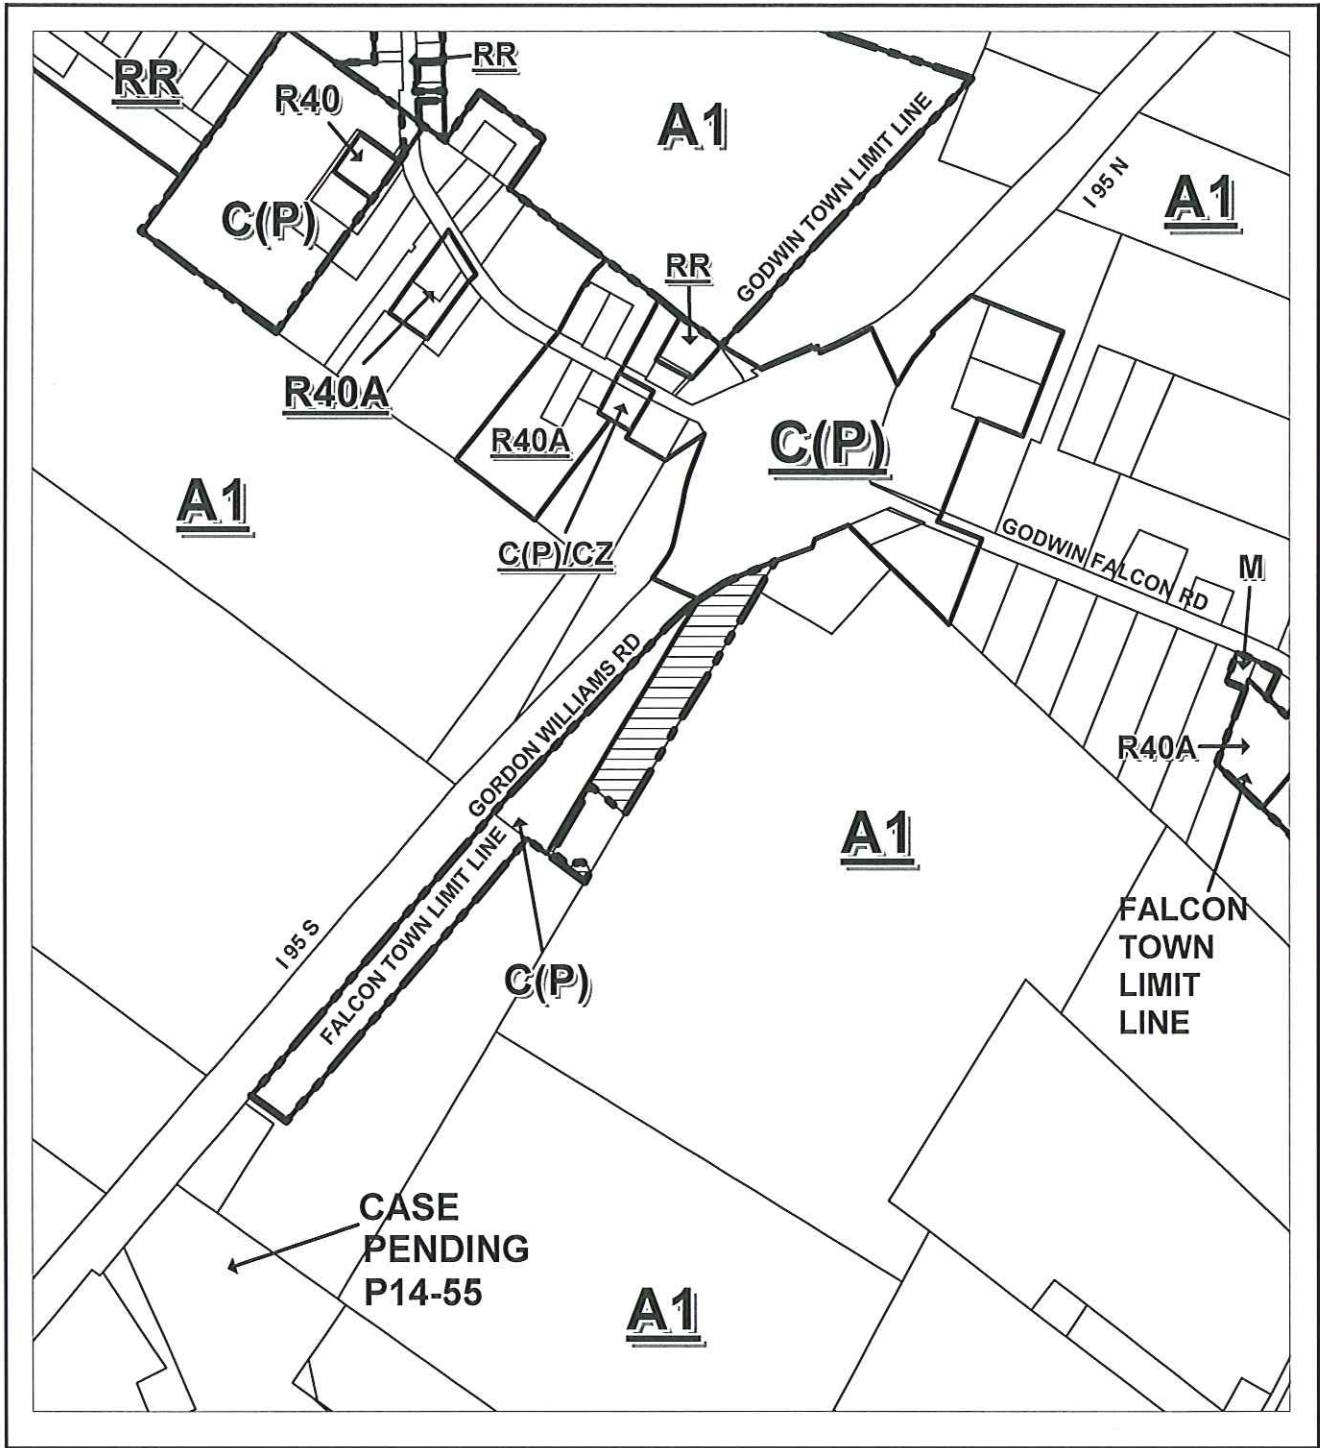 RR
RR
R40
A1
GODWIN TOWN LIMIT LINE
I 95 N
A1
C(P)
RR
R40A
R40A
C(P)
A1
C(P)/CZ
GODWIN FALCON RD
M
GORDON WILLIAMS RD
R40A
A1
FALCON TOWN LIMIT LINE
FALCON
TOWN
LIMIT
LINE
I 95 S
C(P)
CASE
PENDING
P14-55
A1